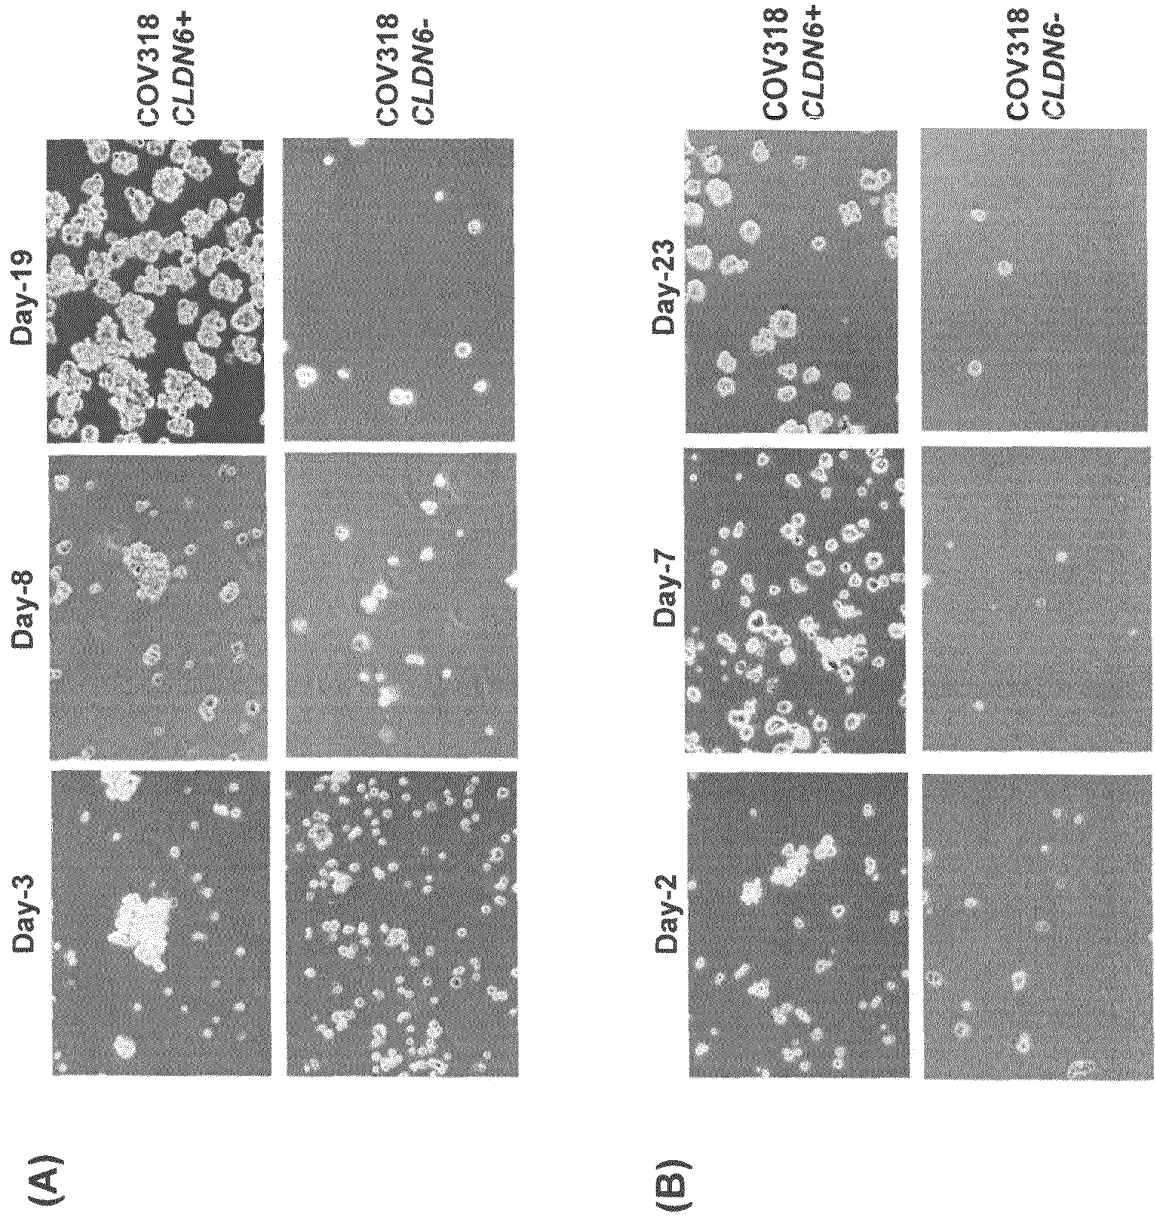 (A)
Day-3
Day-8
Day-19
COV318
CLDN6+
COV318
CLDN6-
(B)
Day-2
Day-7
Day-23
COV318
CLDN6+
COV318
CLDN6-